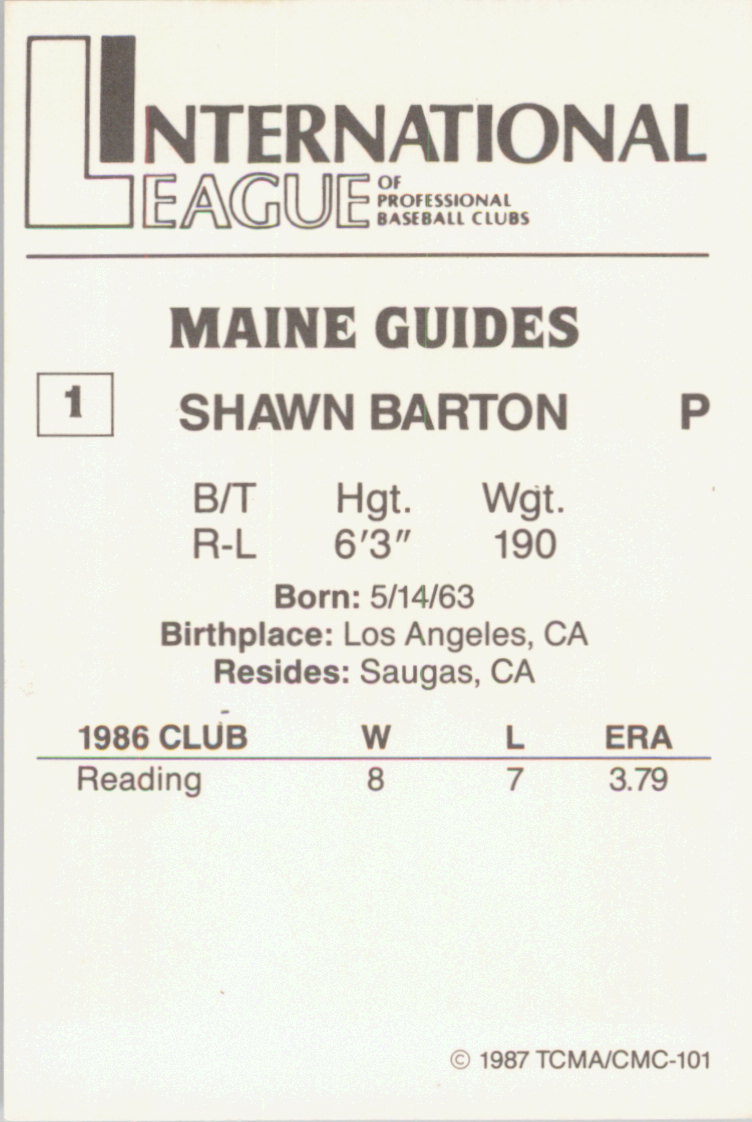 INTERNATIONAL
LEAGUE OF PROFESSIONAL BASEBALL CLUBS
MAINE GUIDES
1 SHAWN BARTON P
B/T Hgt. Wgt.
R-L 6'3" 190
Born: 5/14/63
Birthplace: Los Angeles, CA
Resides: Saugas, CA
1986 CLUB W L ERA
Reading 8 7 3.79
© 1987 TCMA/CMC-101